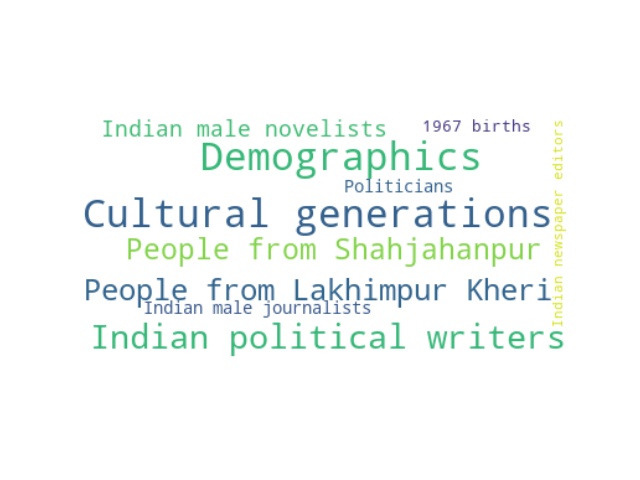 Indian male novelists
1967 births
Demographics
Politicians
Cultural generations
People from Shahjahanpur
People from Lakhimpur Kheri
Indian male journalists
Indian political writers
Indian newspaper editors